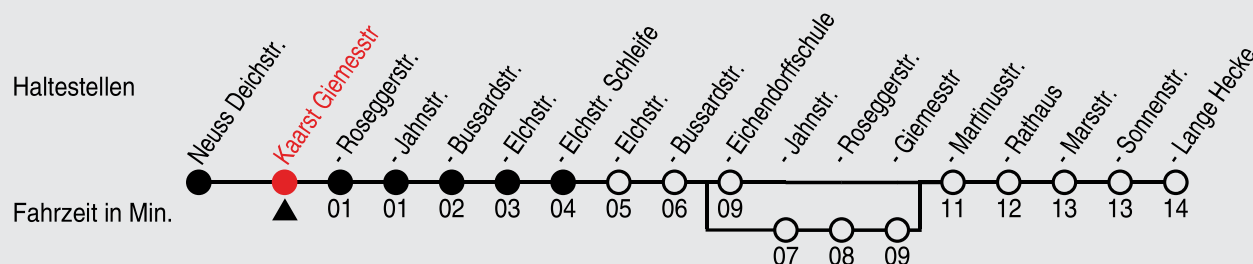 Haltestellen
Neuss Deichstr.
Kaarst Giemesstr
- Roseggerstr.
- Jahnstr.
- Bussardstr.
- Elchstr.
- Elchstr. Schleife
- Elchstr.
- Bussardstr.
- Eichendorffschule
- Jahnstr.
- Roseggerstr.
- Giemesstr
- Martinusstr.
- Rathaus
- Marsstr.
- Sonnenstr.
- Lange Hecke
Fahrzeit in Min.
01 01 02 03 04 05 06 09 11 12 13 13 14
07 08 09